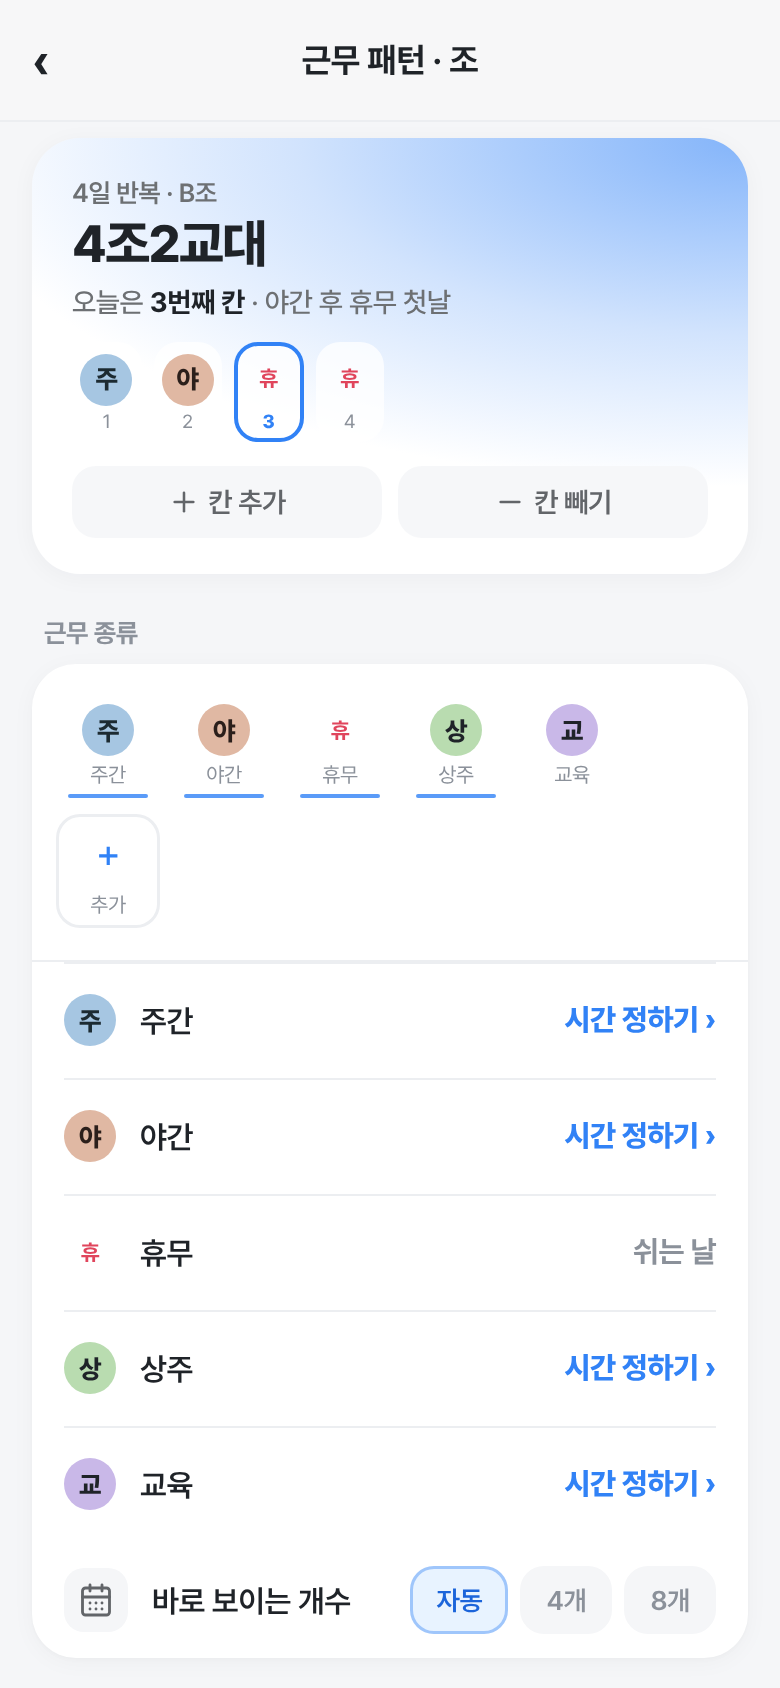 ‹ 근무 패턴 · 조
4일 반복 · B조
4조2교대
오늘은 3번째 칸 · 야간 후 휴무 첫날
주 야 휴 휴
1 2 3 4
+ 칸 추가 − 칸 빼기
근무 종류
주 야 휴 상 교
주간 야간 휴무 상주 교육
+
추가
주 주간 시간 정하기 ›
야 야간 시간 정하기 ›
휴 휴무 쉬는 날
상 상주 시간 정하기 ›
교 교육 시간 정하기 ›
바로 보이는 개수 자동 4개 8개